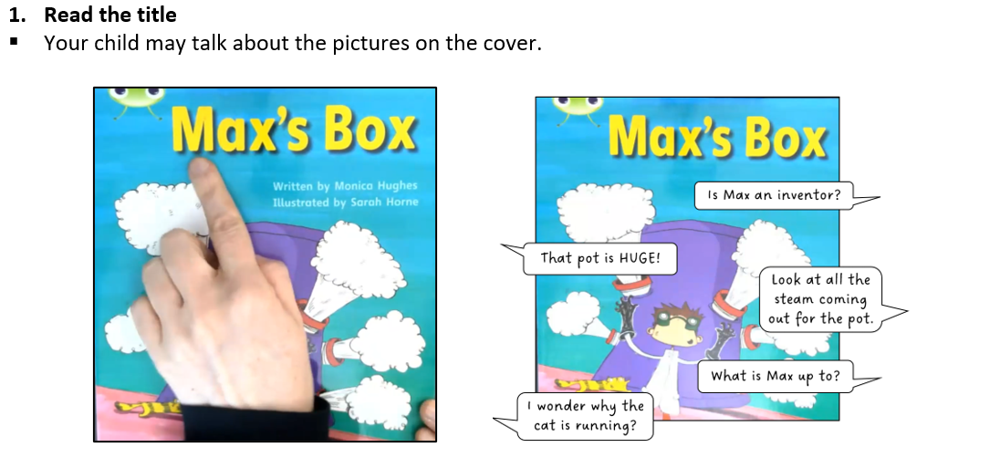 1. Read the title
▪ Your child may talk about the pictures on the cover.
Max's Box
Written by Monica Hughes
Illustrated by Sarah Horne
Max's Box
Is Max an inventor?
That pot is HUGE!
Look at all the
steam coming
out for the pot.
What is Max up to?
I wonder why the
cat is running?